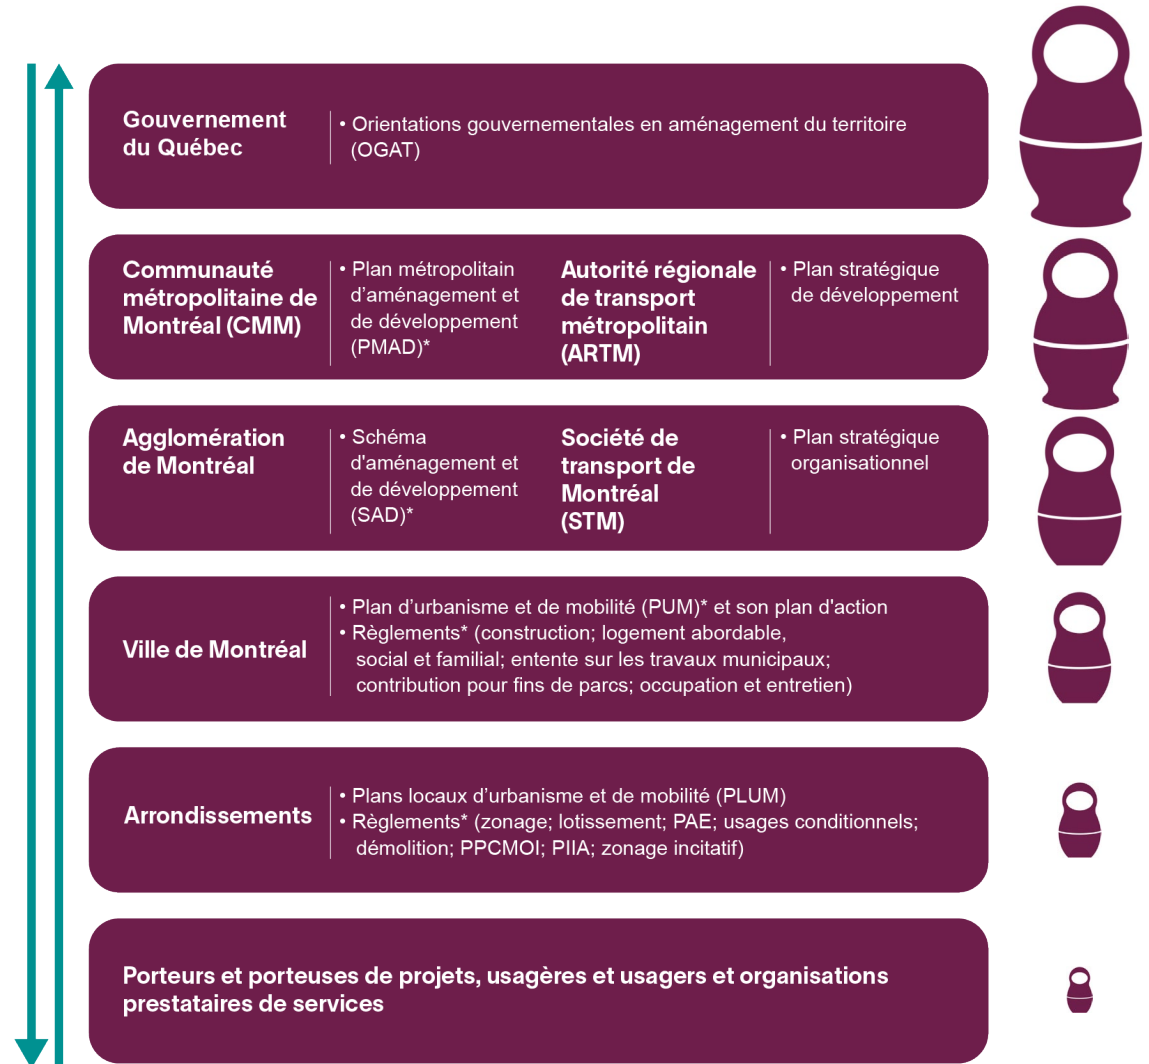 Gouvernement
du Québec
• Orientations gouvernementales en aménagement du territoire
(OGAT)
Communauté
métropolitaine de
Montréal (CMM)
• Plan métropolitain
d’aménagement et
de développement
(PMAD)*
Autorité régionale
de transport
métropolitain
(ARTM)
• Plan stratégique
de développement
Agglomération
de Montréal
• Schéma
d'aménagement et
de développement
(SAD)*
Société de
transport de
Montréal
(STM)
• Plan stratégique
organisationnel
Ville de Montréal
• Plan d’urbanisme et de mobilité (PUM)* et son plan d'action
• Règlements* (construction; logement abordable,
social et familial; entente sur les travaux municipaux;
contribution pour fins de parcs; occupation et entretien)
Arrondissements
• Plans locaux d’urbanisme et de mobilité (PLUM)
• Règlements* (zonage; lotissement; PAE; usages conditionnels;
démolition; PPCMOI; PIIA; zonage incitatif)
Porteurs et porteuses de projets, usagères et usagers et organisations
prestataires de services